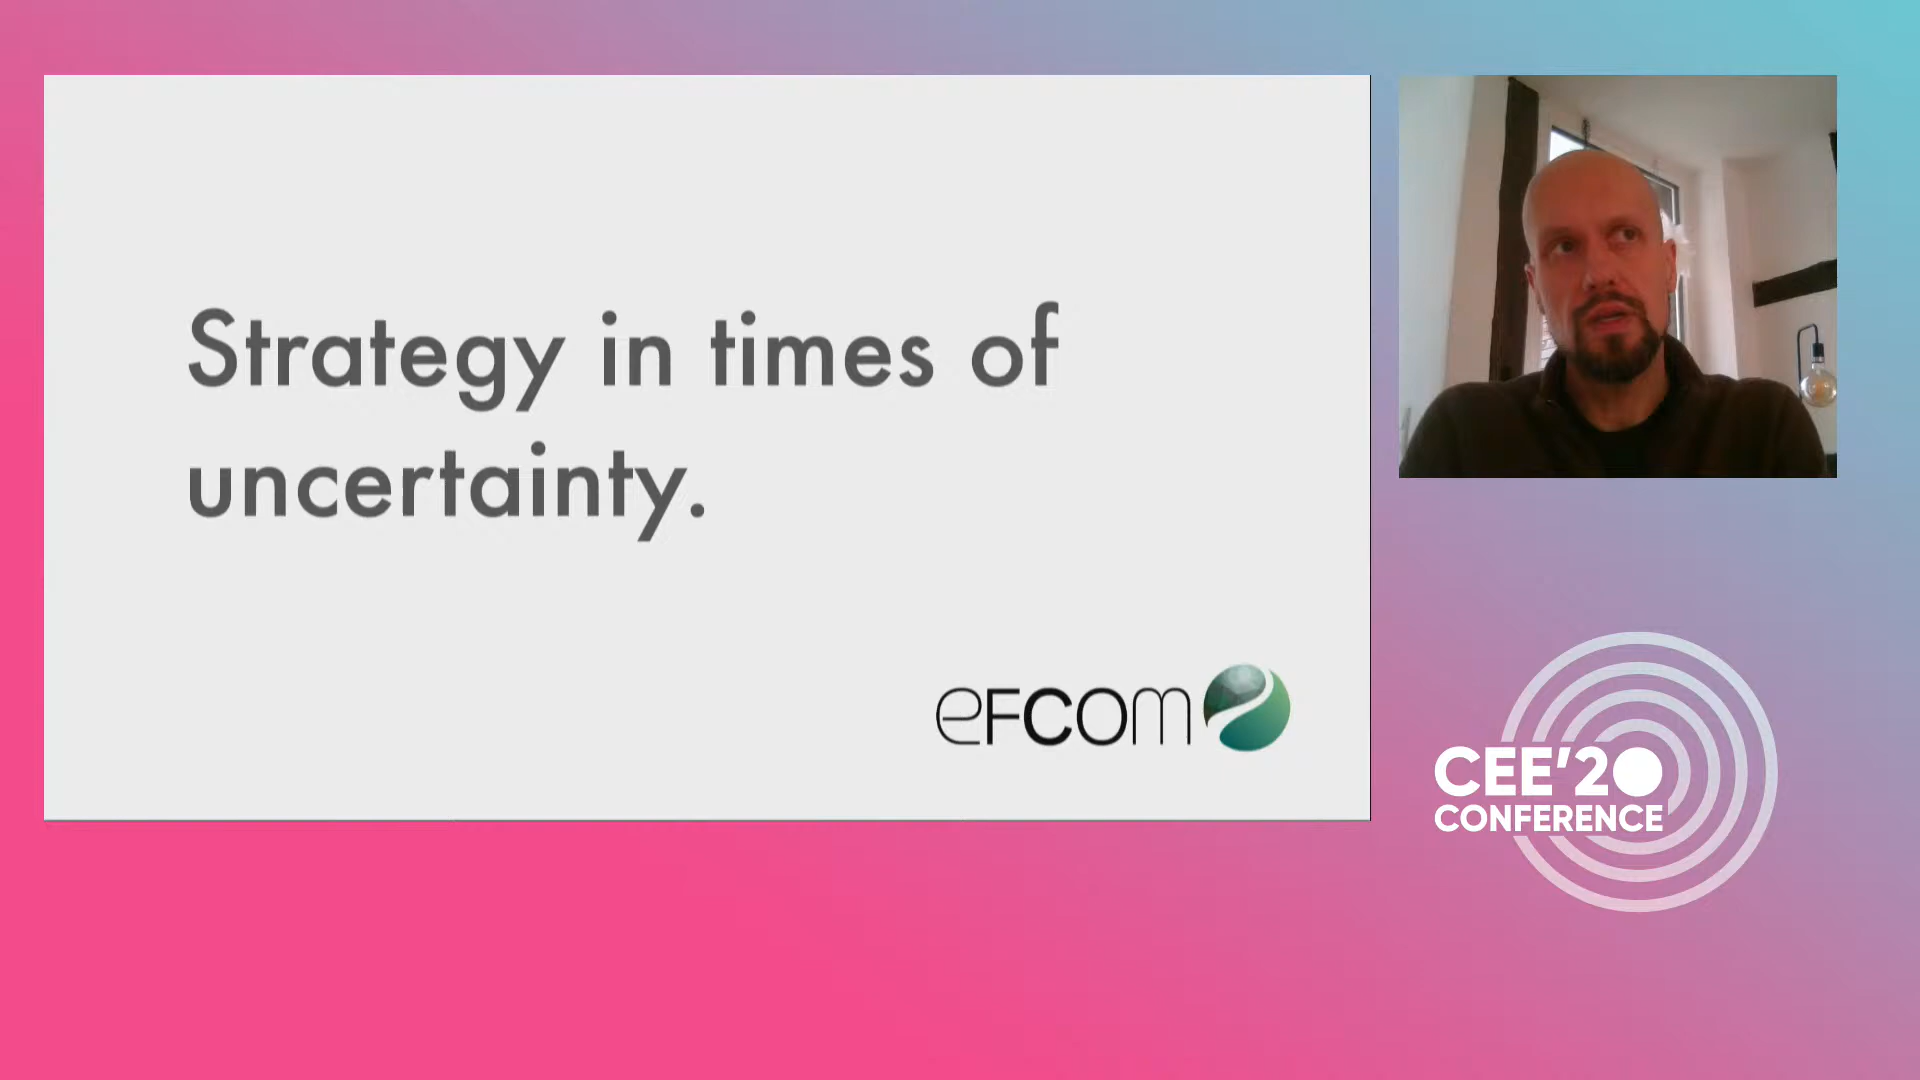 Strategy in times of
uncertainty.
eFCOM
CEE'20
CONFERENCE